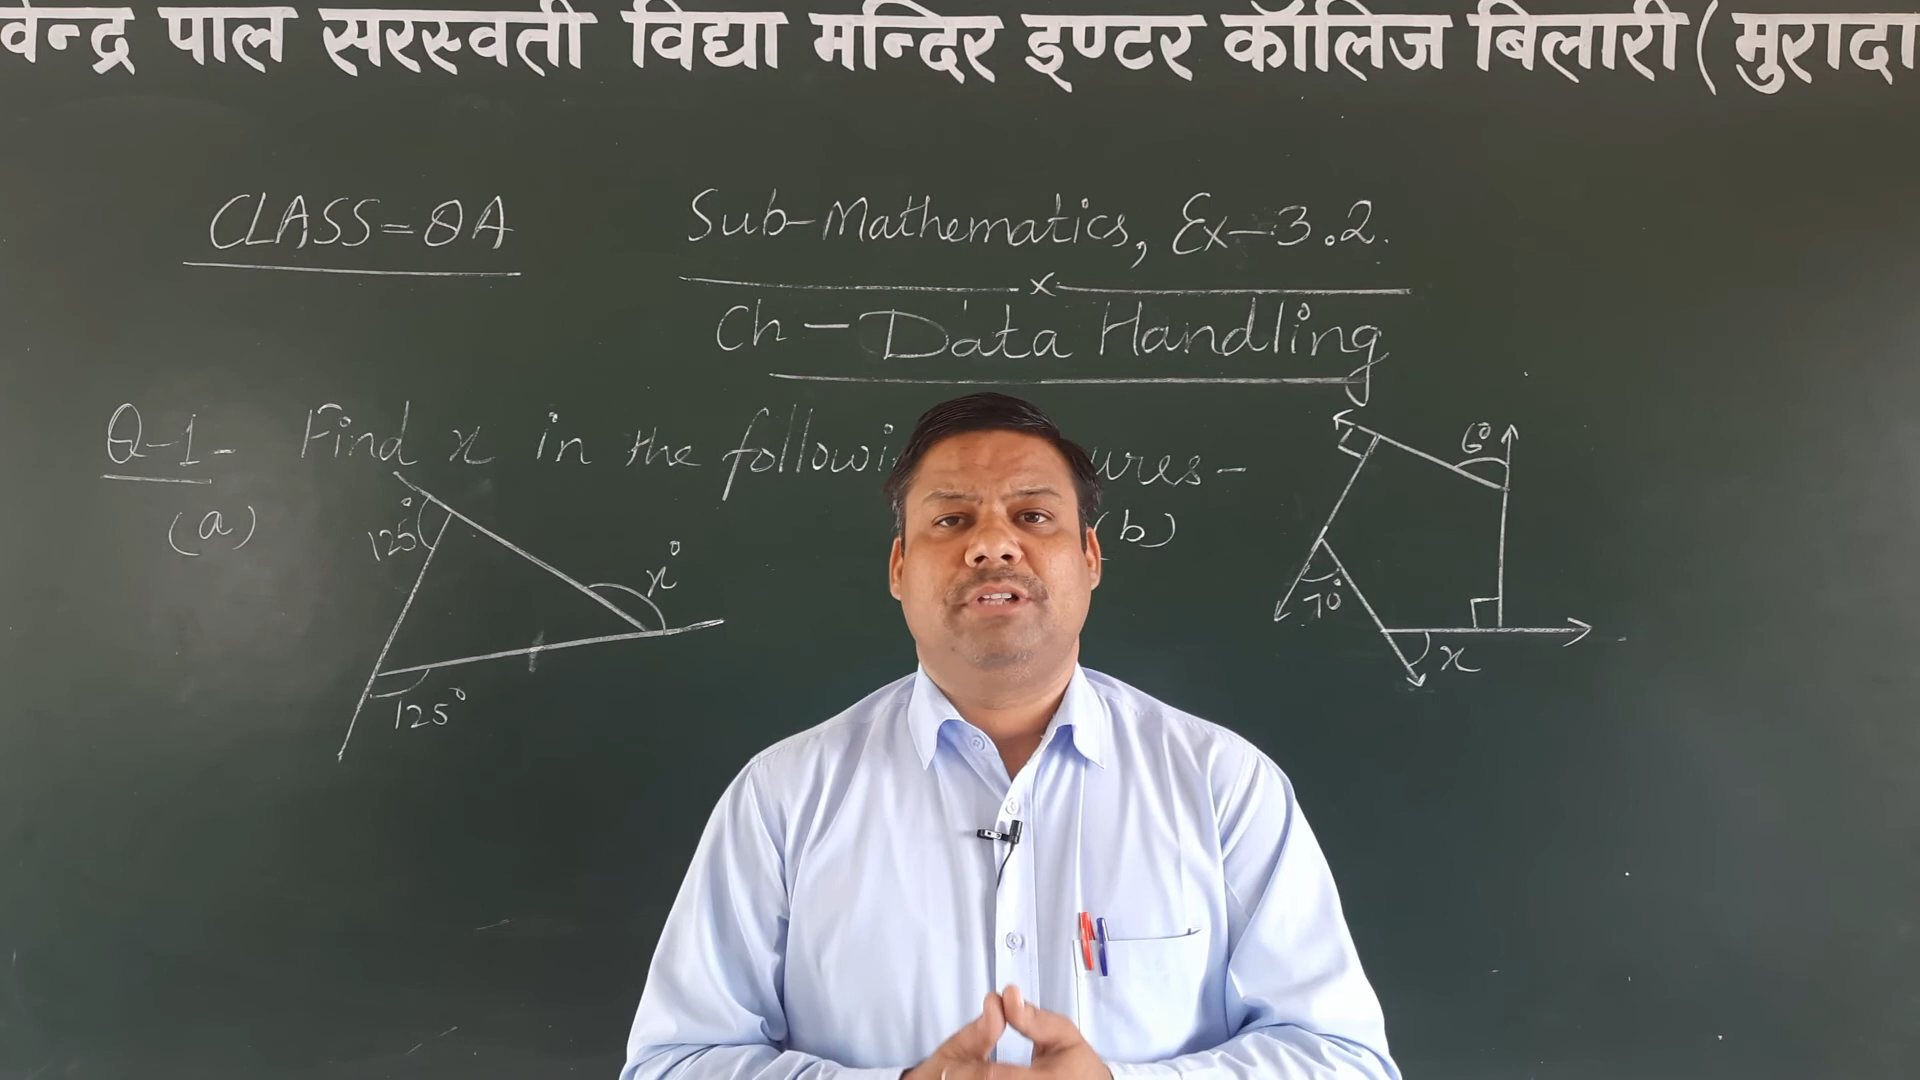 वेन्द्र पाल सरस्वती विद्या मन्दिर इण्टर कॉलिज बिलारी ( मुरादा
CLASS = 8A
Sub-Mathematics, Ex-3.2.
x
Ch - Data Handling
Q-1- Find x in the followi ures-
(a)
125°
x°
125°
(b)
60°
70°
x